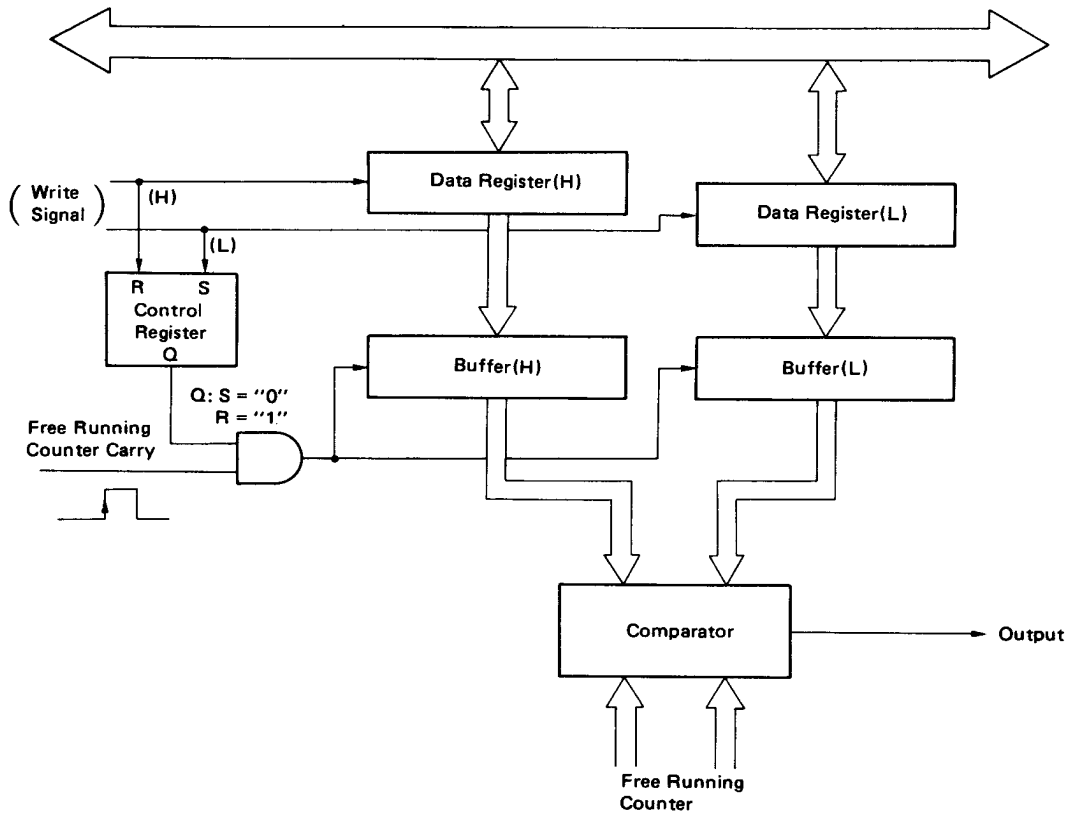 Data Register(H)
(Write
Signal)
(H)
Data Register(L)
(L)
R S
Control
Register
Q
Buffer(H)
Buffer(L)
Q: S = "0"
R = "1"
Free Running
Counter Carry
Comparator
Output
Free Running
Counter